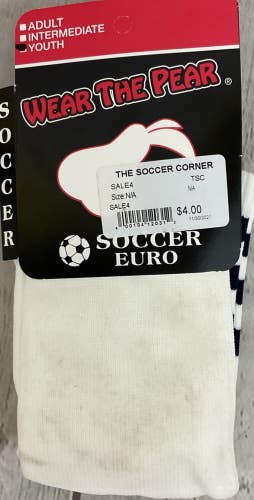 ADULT
INTERMEDIATE
YOUTH
WEAR THE PEAR®
THE SOCCER CORNER
SALE4 TSC
Size:N/A NA
SALE4
$4.00
SOCCER
EURO
SOCCER